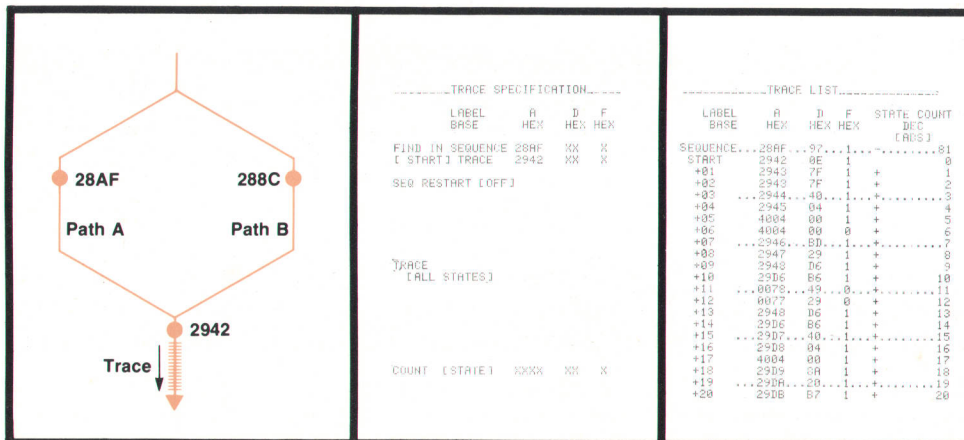 28AF
288C
Path A
Path B
2942
Trace
TRACE SPECIFICATION
LABEL A D F
BASE HEX HEX HEX
FIND IN SEQUENCE 28AF XX X
[ START] TRACE 2942 XX X
SEQ RESTART [OFF]
TRACE
[ALL STATES]
COUNT [STATE] XXXX XX X
TRACE LIST
LABEL A D F STATE COUNT
BASE HEX HEX HEX DEC
[ABS]
SEQUENCE...28AF...97...1..-........81
START 2942 0E 1 0
+01 2943 7F 1 + 1
+02 2943 7F 1 + 2
+03 ...2944...40...1...+.........3
+04 2945 04 1 + 4
+05 4004 00 1 + 5
+06 4004 00 0 + 6
+07 ...2946...BD...1...+.........7
+08 2947 29 1 + 8
+09 2948 D6 1 + 9
+10 29D6 B6 1 + 10
+11 ...0078...49...0...+........11
+12 0077 29 0 + 12
+13 2948 D6 1 + 13
+14 29D6 B6 1 + 14
+15 ...29D7...40...1...+........15
+16 29D8 04 1 + 16
+17 4004 00 1 + 17
+18 29D9 8A 1 + 18
+19 ...29DA...20...1...+........19
+20 29DB B7 1 + 20